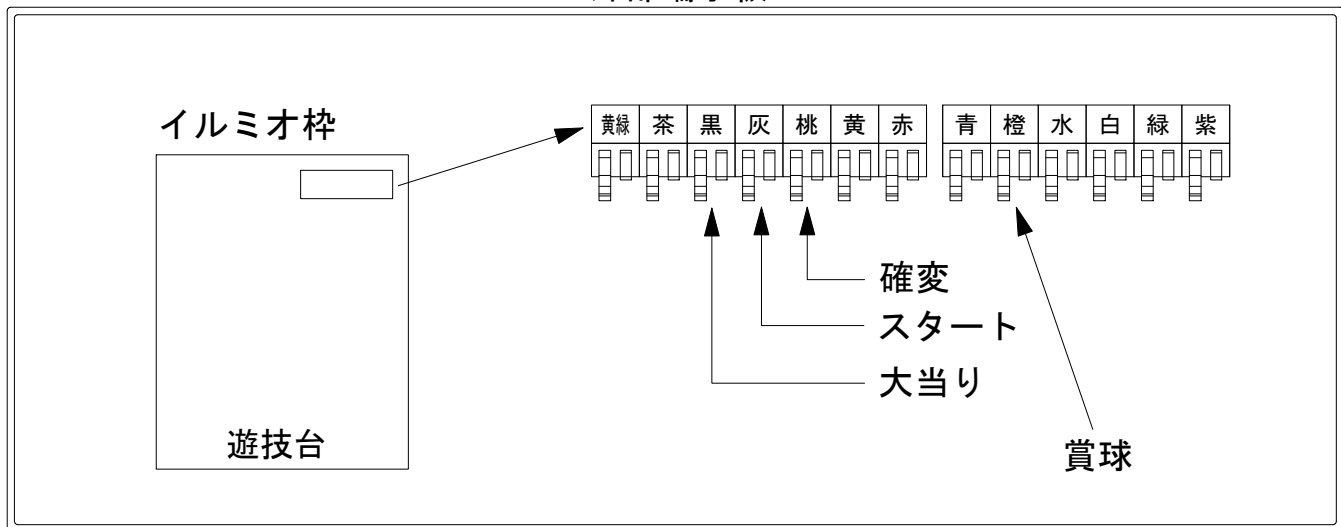 イルミオ枠
黄緑 茶 黒 灰 桃 黄 赤 青 橙 水 白 緑 紫
確変
スタート
大当り
賞球
遊技台